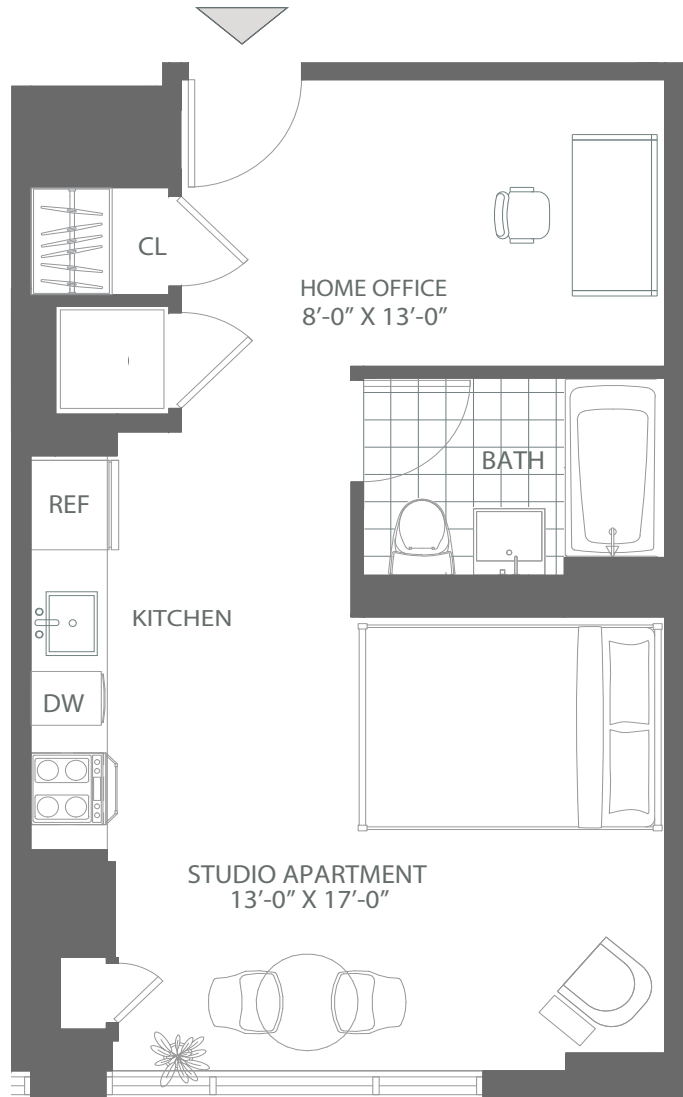 CL
HOME OFFICE
8’-0” X 13’-0”
BATH
REF
KITCHEN
DW
STUDIO APARTMENT
13’-0” X 17’-0”